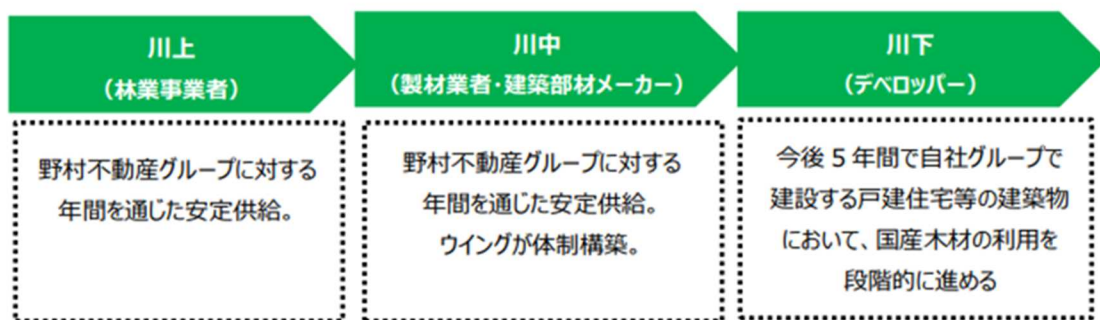 川上
（林業事業者）
野村不動産グループに対する
年間を通じた安定供給。
川中
（製材業者・建築部材メーカー）
野村不動産グループに対する
年間を通じた安定供給。
ウイングが体制構築。
川下
（デベロッパー）
今後 5 年間で自社グループで
建設する戸建住宅等の建築物
において、国産木材の利用を
段階的に進める